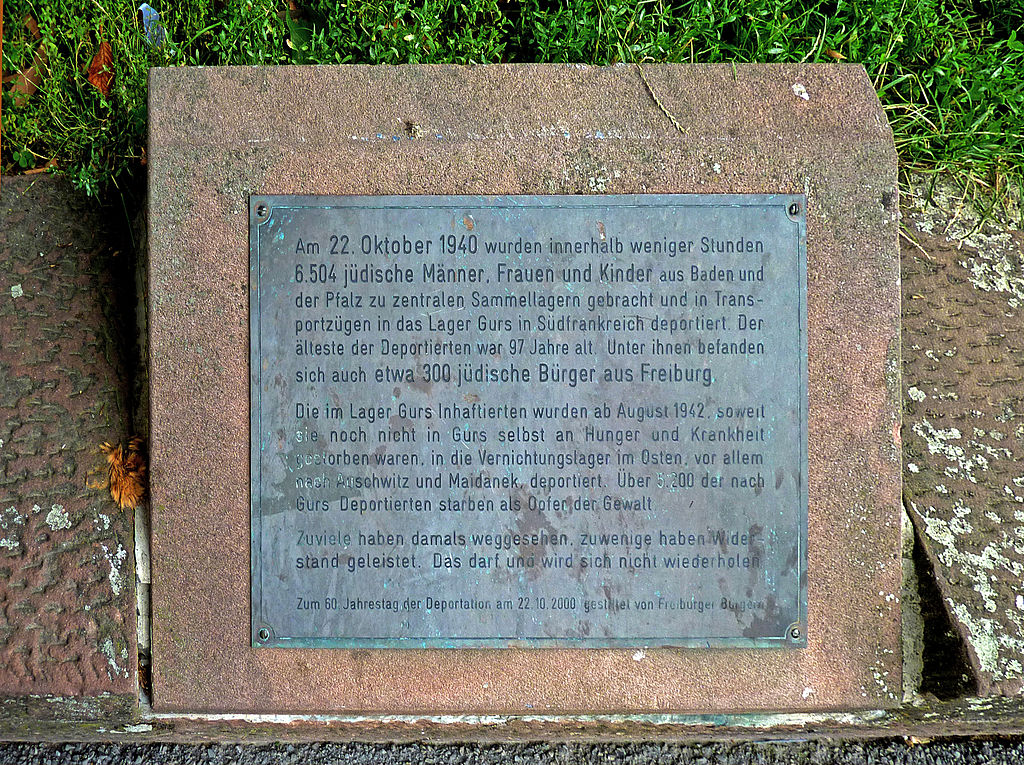 Am 22. Oktober 1940 wurden innerhalb weniger Stunden
6.504 jüdische Männer, Frauen und Kinder aus Baden und
der Pfalz zu zentralen Sammellagern gebracht und in Trans-
portzügen in das Lager Gurs in Südfrankreich deportiert. Der
älteste der Deportierten war 97 Jahre alt. Unter ihnen befanden
sich auch etwa 300 jüdische Bürger aus Freiburg.
Die im Lager Gurs Inhaftierten wurden ab August 1942, soweit
sie noch nicht in Gurs selbst an Hunger und Krankheit
gestorben waren, in die Vernichtungslager im Osten, vor allem
nach Auschwitz und Maidanek, deportiert. Über 5.200 der nach
Gurs Deportierten starben als Opfer der Gewalt.
Zuviele haben damals weggesehen, zuwenige haben Wider-
stand geleistet. Das darf und wird sich nicht wiederholen.
Zum 60. Jahrestag der Deportation am 22.10.2000 gestiftet von Freiburger Bürgern